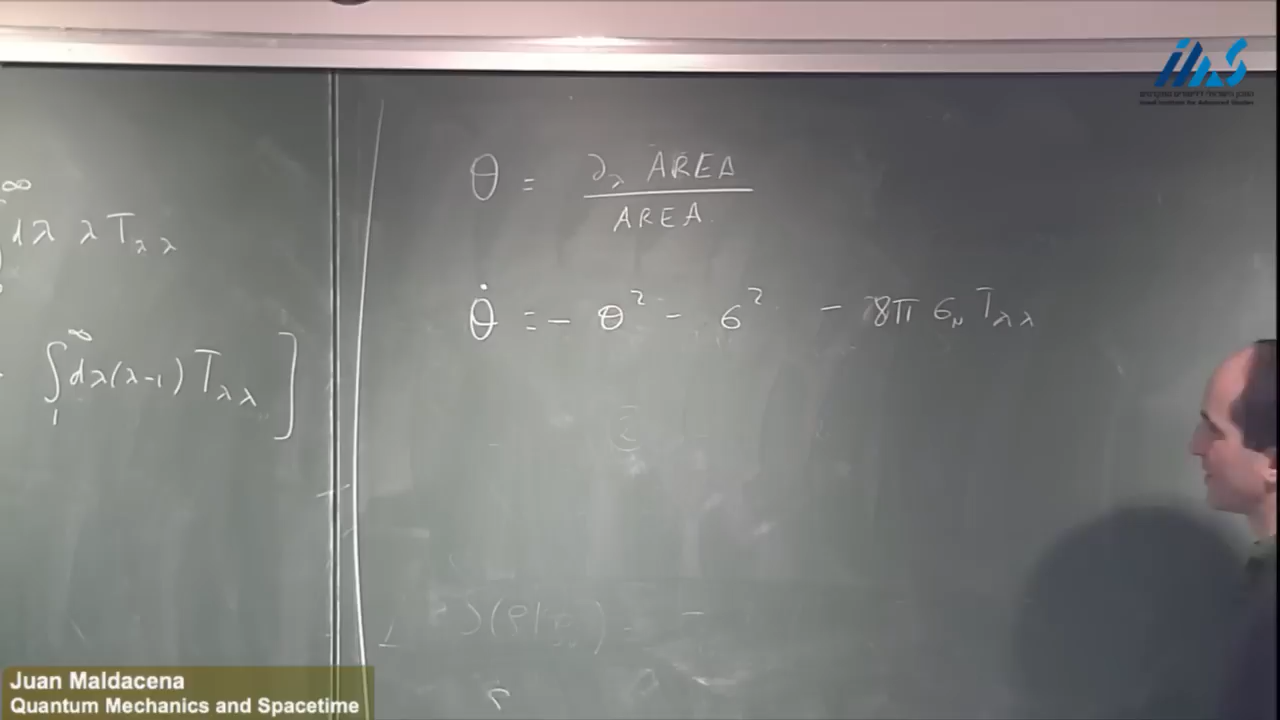 ∞
dλ λ T_λλ
∫_1^∞ dλ(λ-1) T_λλ ]
θ = ∂_λ AREA / AREA
θ̇ = - θ² - σ² - 8π G_N T_λλ
Juan Maldacena
Quantum Mechanics and Spacetime